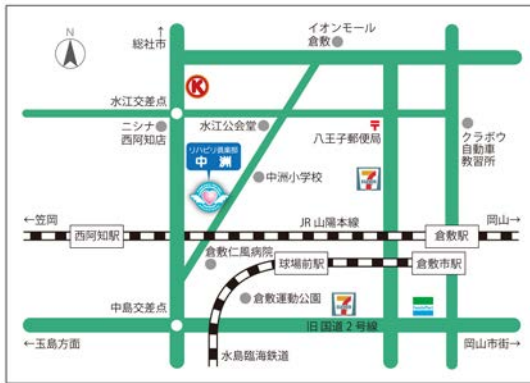 N
↑
総社市
イオンモール
倉敷
K
水江交差点
ニシナ
西阿知店
水江公会堂
八王子郵便局
クラボウ
自動車
教習所
リハビリ倶楽部
中洲
中洲小学校
←笠岡
JR山陽本線
岡山→
西阿知駅
倉敷駅
倉敷仁風病院
球場前駅
倉敷市駅
中島交差点
倉敷運動公園
旧国道2号線
←玉島方面
水島臨海鉄道
岡山市街→